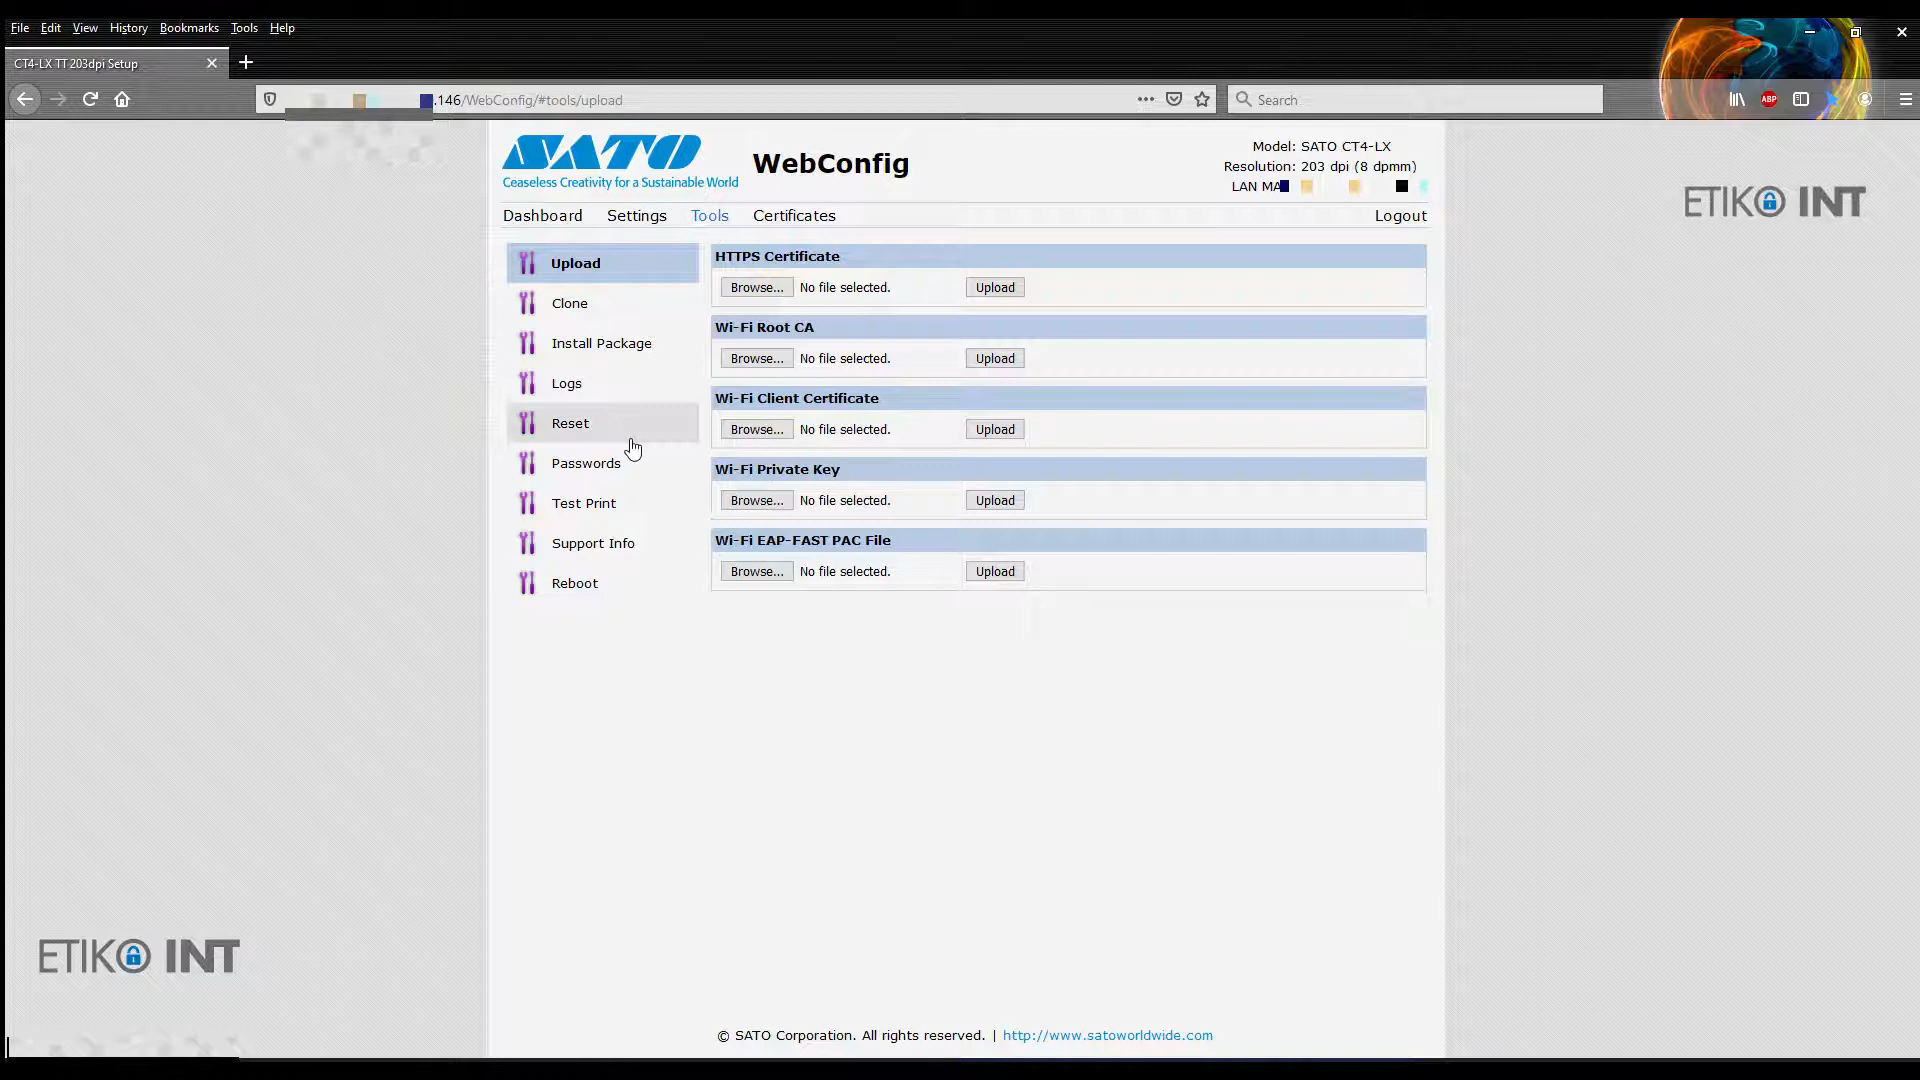 File Edit View History Bookmarks Tools Help
CT4-LX TT 203dpi Setup
.146/WebConfig/#tools/upload
Search
ABP
SATO
Ceaseless Creativity for a Sustainable World
WebConfig
Model: SATO CT4-LX
Resolution: 203 dpi (8 dpmm)
LAN MA
ETIKO INT
Dashboard Settings Tools Certificates Logout
Upload
Clone
Install Package
Logs
Reset
Passwords
Test Print
Support Info
Reboot
HTTPS Certificate
Browse... No file selected. Upload
Wi-Fi Root CA
Browse... No file selected. Upload
Wi-Fi Client Certificate
Browse... No file selected. Upload
Wi-Fi Private Key
Browse... No file selected. Upload
Wi-Fi EAP-FAST PAC File
Browse... No file selected. Upload
ETIKO INT
© SATO Corporation. All rights reserved. | http://www.satoworldwide.com